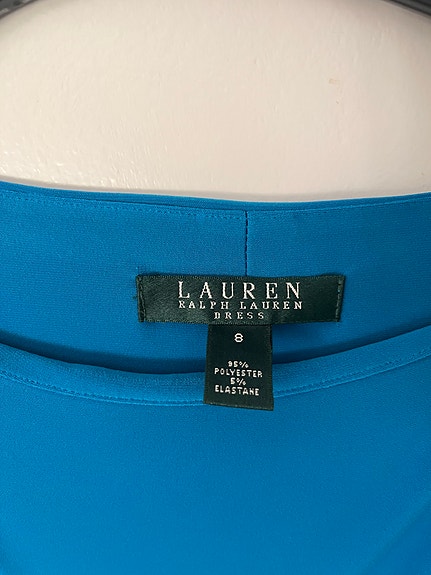 LAUREN
RALPH LAUREN
DRESS
8
95%
POLYESTER
5%
ELASTANE